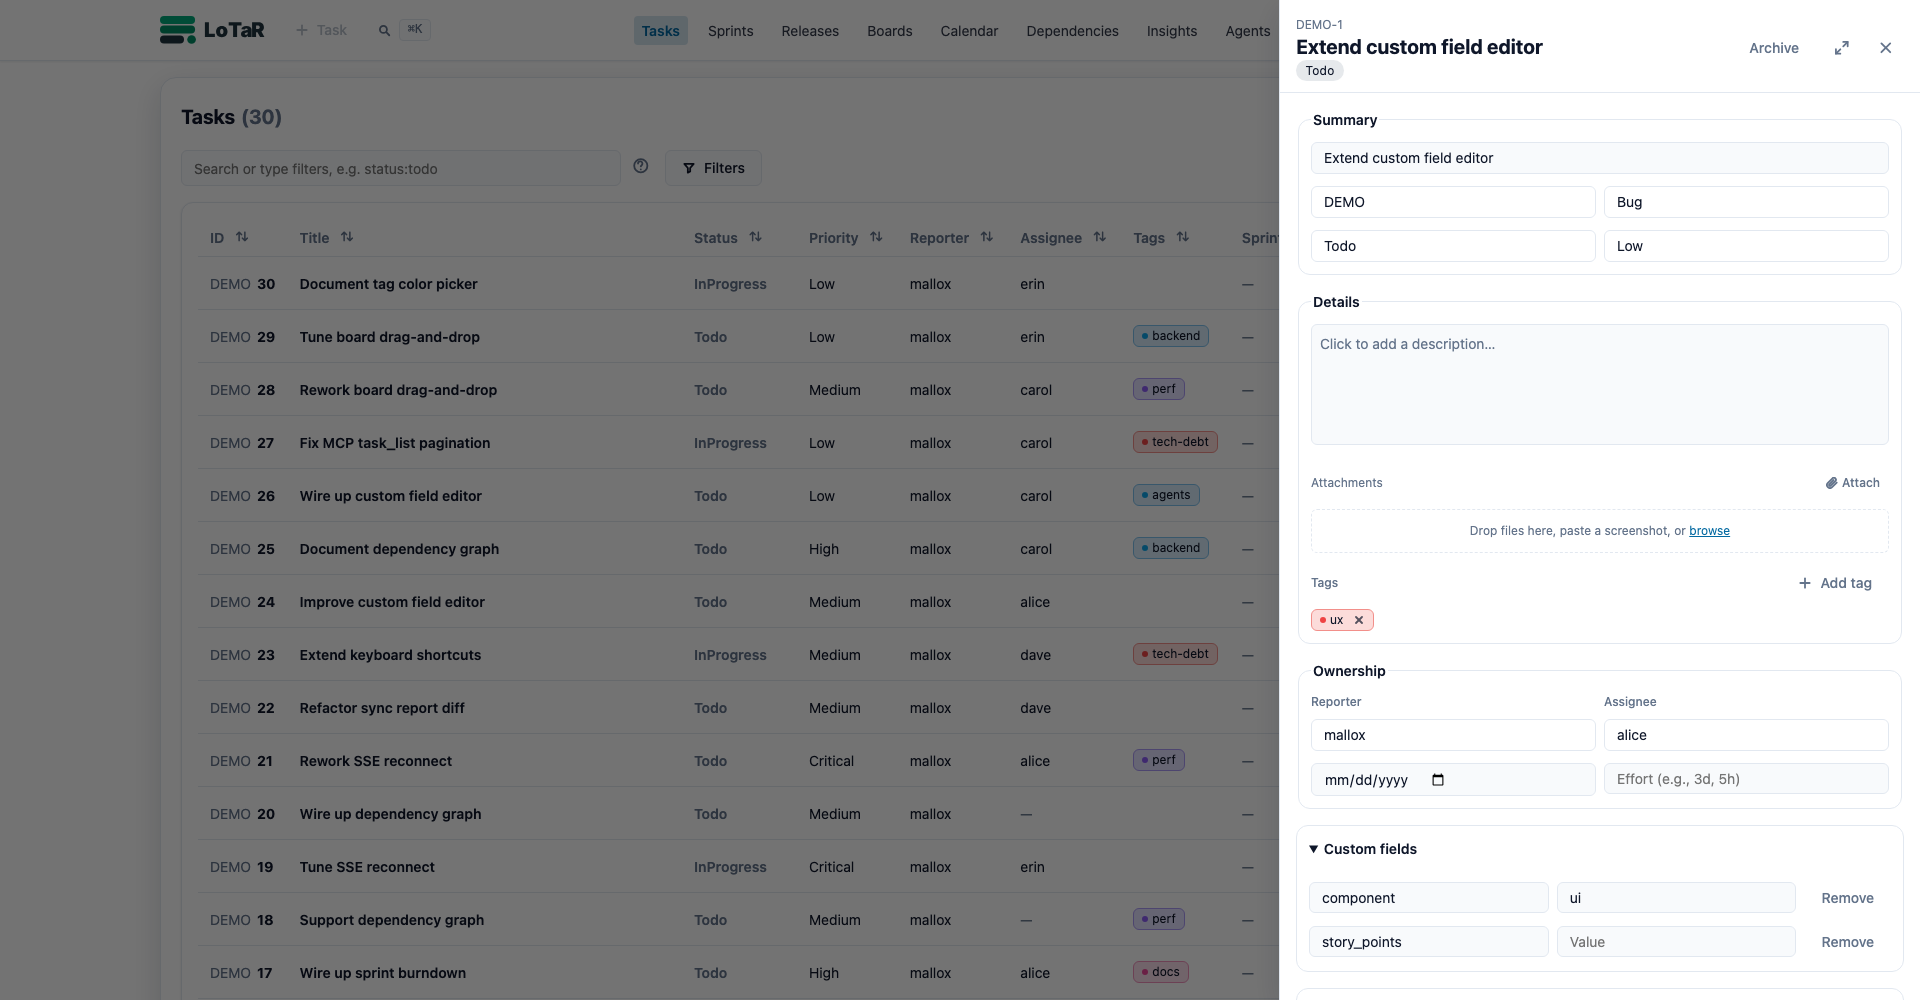 LoTaR
Task
⌘K
Tasks
Sprints
Releases
Boards
Calendar
Dependencies
Insights
Agents
Tasks (30)
Search or type filters, e.g. status:todo
Filters
ID Title Status Priority Reporter Assignee Tags Sprin
DEMO 30 Document tag color picker InProgress Low mallox erin —
DEMO 29 Tune board drag-and-drop Todo Low mallox erin backend —
DEMO 28 Rework board drag-and-drop Todo Medium mallox carol perf —
DEMO 27 Fix MCP task_list pagination InProgress Low mallox carol tech-debt —
DEMO 26 Wire up custom field editor Todo Low mallox carol agents —
DEMO 25 Document dependency graph Todo High mallox carol backend —
DEMO 24 Improve custom field editor Todo Medium mallox alice —
DEMO 23 Extend keyboard shortcuts InProgress Medium mallox dave tech-debt —
DEMO 22 Refactor sync report diff Todo Medium mallox dave —
DEMO 21 Rework SSE reconnect Todo Critical mallox alice perf —
DEMO 20 Wire up dependency graph Todo Medium mallox — —
DEMO 19 Tune SSE reconnect InProgress Critical mallox erin —
DEMO 18 Support dependency graph Todo Medium mallox — perf —
DEMO 17 Wire up sprint burndown Todo High mallox alice docs —
DEMO-1
Extend custom field editor
Todo
Archive
Summary
Extend custom field editor
DEMO Bug
Todo Low
Details
Click to add a description...
Attachments Attach
Drop files here, paste a screenshot, or browse
Tags Add tag
ux
Ownership
Reporter Assignee
mallox alice
mm/dd/yyyy Effort (e.g., 3d, 5h)
Custom fields
component ui Remove
story_points Value Remove